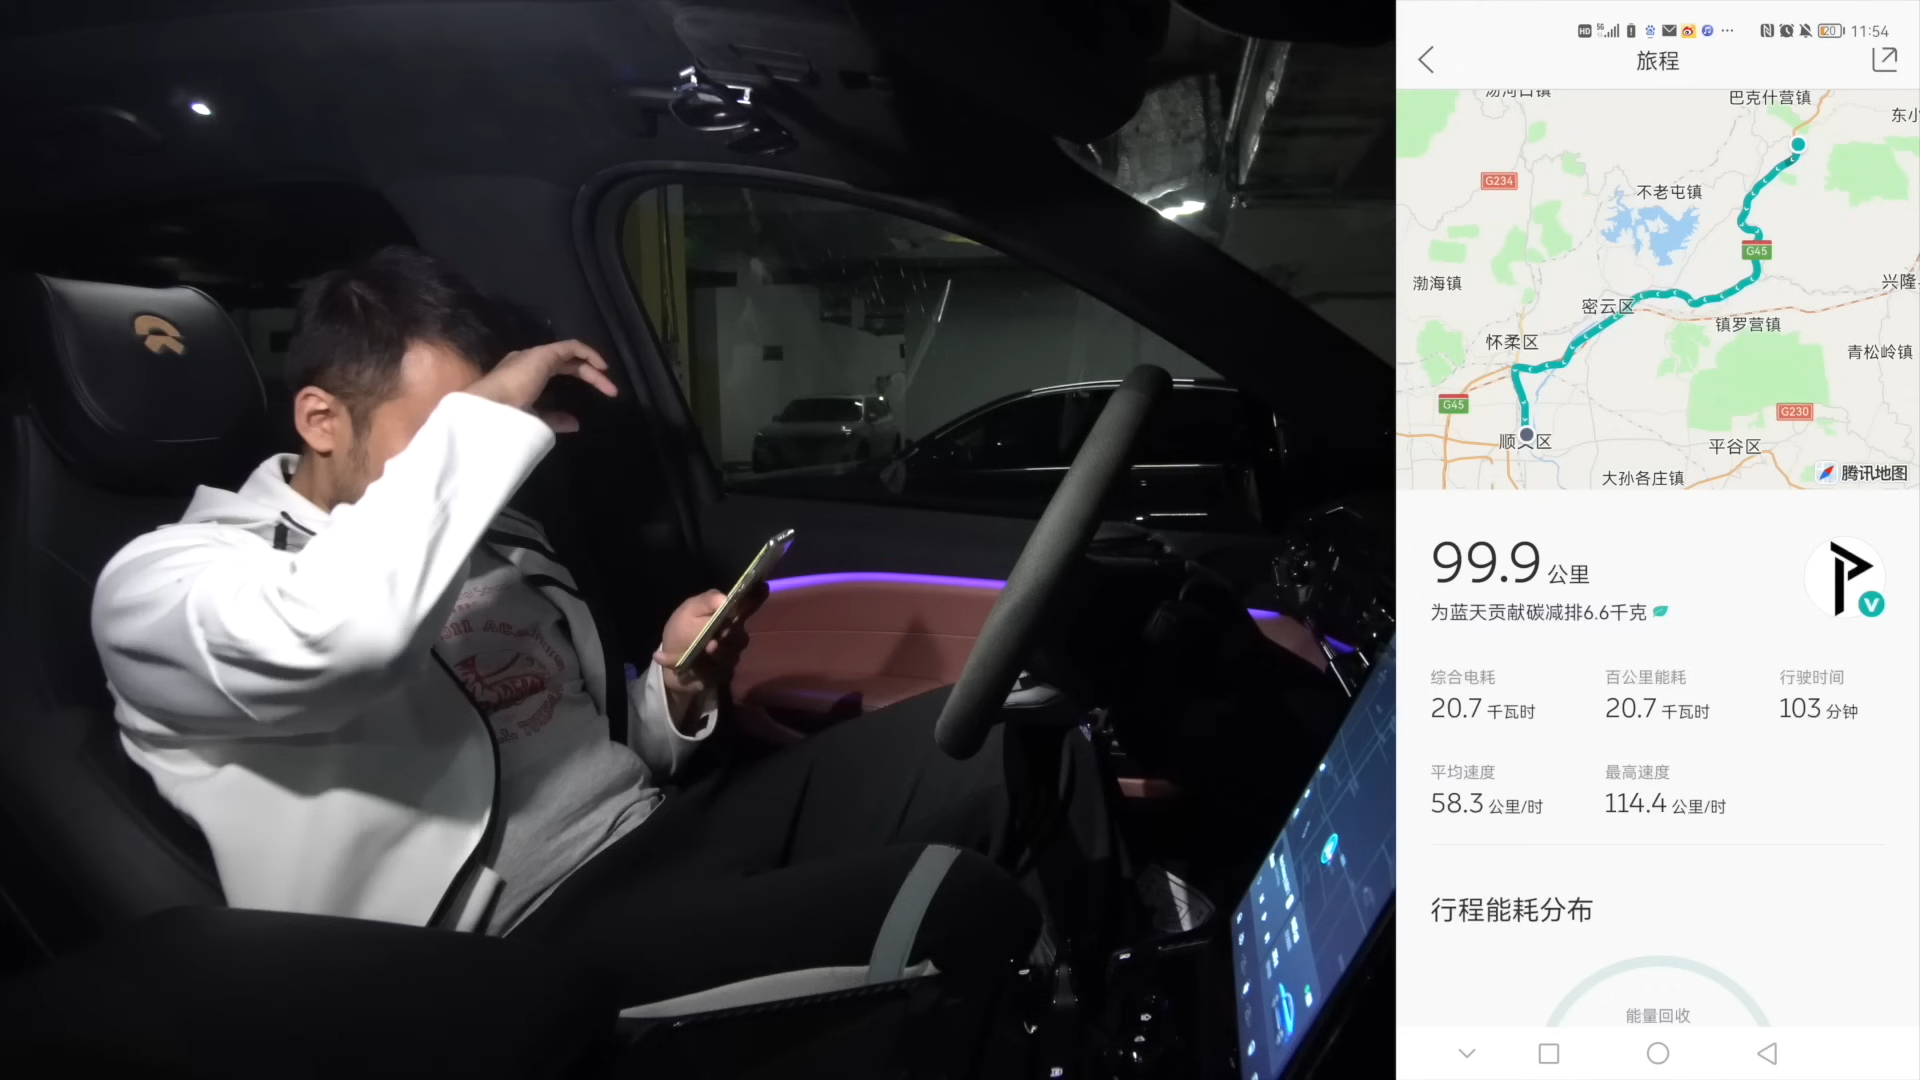 11:54
旅程
汤河口镇
巴克什营镇
东小
G234
不老屯镇
G45
渤海镇
兴隆
密云区
镇罗营镇
怀柔区
青松岭镇
G45
G230
顺义区
平谷区
大孙各庄镇
腾讯地图
99.9 公里
为蓝天贡献碳减排6.6千克
综合电耗 百公里能耗 行驶时间
20.7 千瓦时 20.7 千瓦时 103 分钟
平均速度 最高速度
58.3 公里/时 114.4 公里/时
行程能耗分布
能量回收